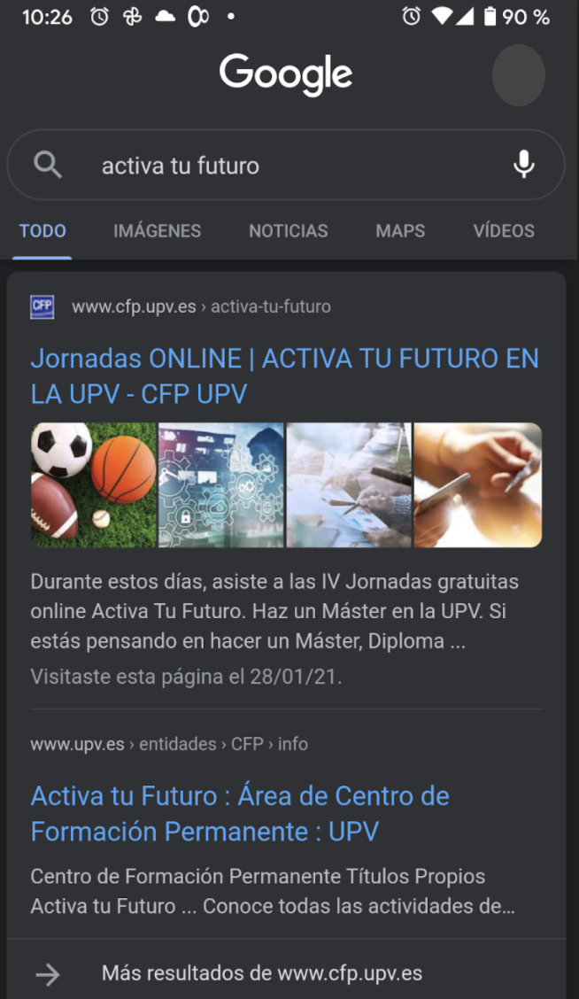 10:26 90 %
Google
activa tu futuro
TODO IMÁGENES NOTICIAS MAPS VÍDEOS
CFP www.cfp.upv.es › activa-tu-futuro
Jornadas ONLINE | ACTIVA TU FUTURO EN
LA UPV - CFP UPV
Durante estos días, asiste a las IV Jornadas gratuitas
online Activa Tu Futuro. Haz un Máster en la UPV. Si
estás pensando en hacer un Máster, Diploma ...
Visitaste esta página el 28/01/21.
www.upv.es › entidades › CFP › info
Activa tu Futuro : Área de Centro de
Formación Permanente : UPV
Centro de Formación Permanente Títulos Propios
Activa tu Futuro ... Conoce todas las actividades de...
Más resultados de www.cfp.upv.es